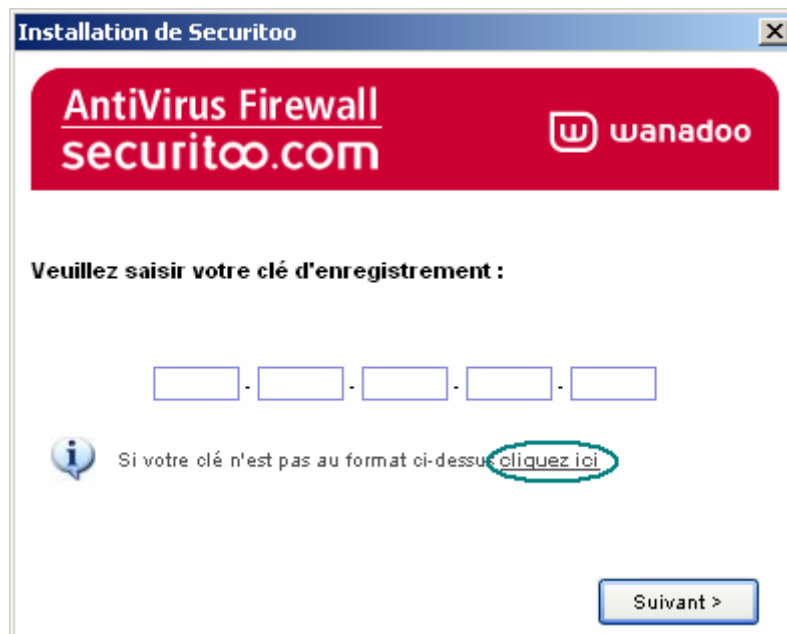 Installation de Securitoo
AntiVirus Firewall
securitoo.com
wanadoo
Veuillez saisir votre clé d'enregistrement :
- - - -
Si votre clé n'est pas au format ci-dessus cliquez ici
Suivant >